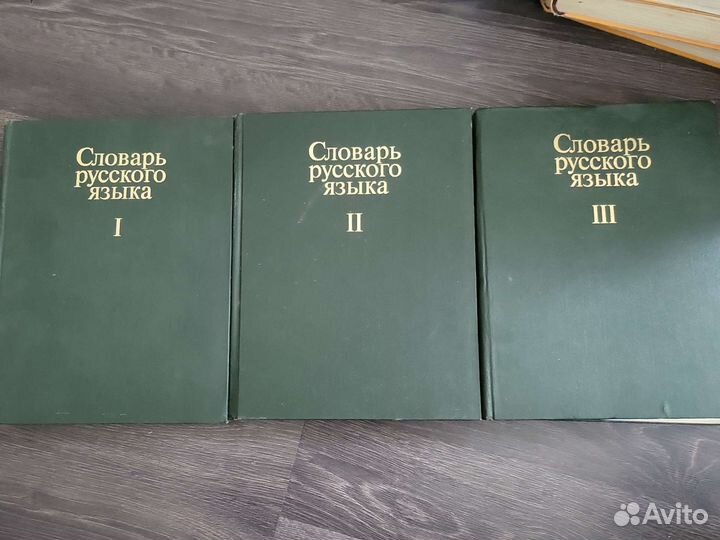 Словарь
русского
языка
I
Словарь
русского
языка
II
Словарь
русского
языка
III
Avito